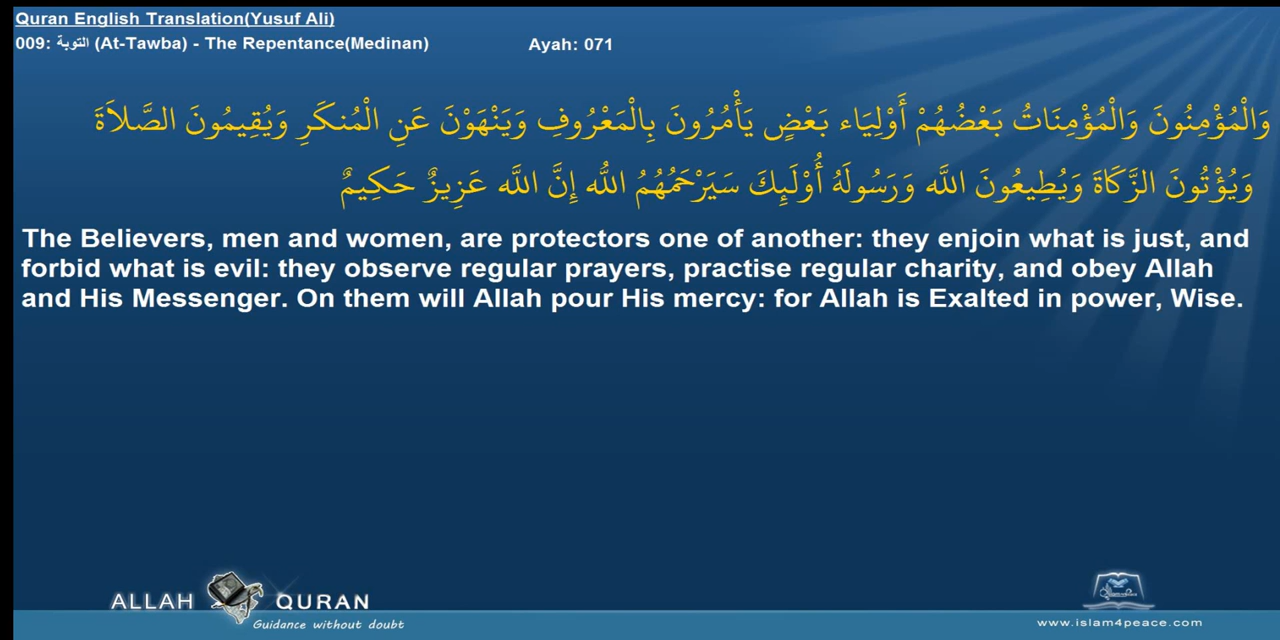 Quran English Translation(Yusuf Ali)
009: التوبة (At-Tawba) - The Repentance(Medinan) Ayah: 071
وَالْمُؤْمِنُونَ وَالْمُؤْمِنَاتُ بَعْضُهُمْ أَوْلِيَاء بَعْضٍ يَأْمُرُونَ بِالْمَعْرُوفِ وَيَنْهَوْنَ عَنِ الْمُنكَرِ وَيُقِيمُونَ الصَّلاَةَ
وَيُؤْتُونَ الزَّكَاةَ وَيُطِيعُونَ اللّهَ وَرَسُولَهُ أُوْلَئِكَ سَيَرْحَمُهُمُ اللّهُ إِنَّ اللّهَ عَزِيزٌ حَكِيمٌ
The Believers, men and women, are protectors one of another: they enjoin what is just, and
forbid what is evil: they observe regular prayers, practise regular charity, and obey Allah
and His Messenger. On them will Allah pour His mercy: for Allah is Exalted in power, Wise.
ALLAH QURAN
Guidance without doubt
www.islam4peace.com